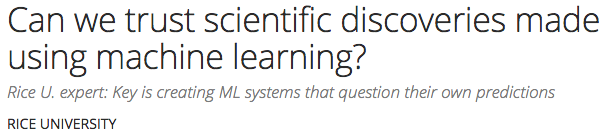 Can we trust scientific discoveries made
using machine learning?
Rice U. expert: Key is creating ML systems that question their own predictions
RICE UNIVERSITY